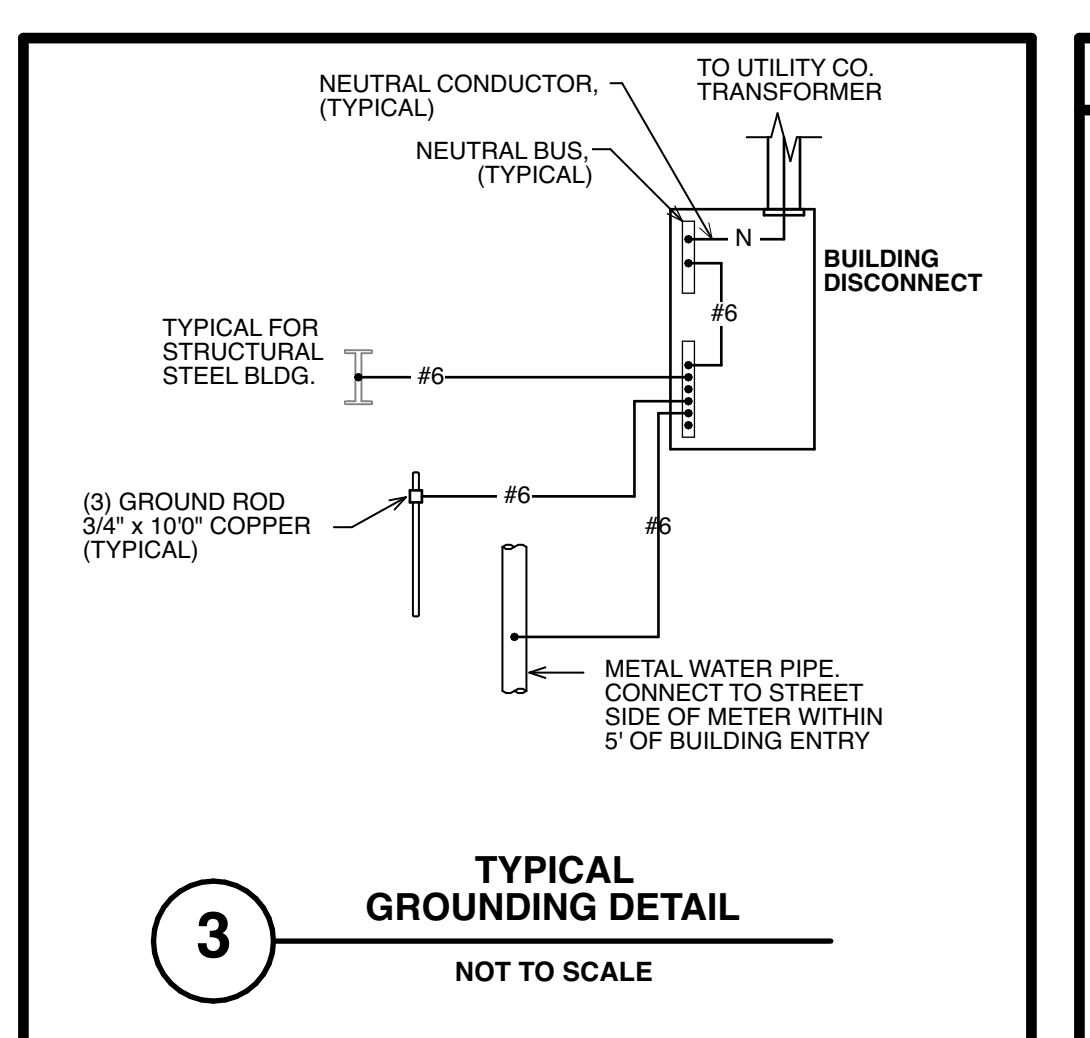 TO UTILITY CO.
TRANSFORMER
NEUTRAL CONDUCTOR,
(TYPICAL)
NEUTRAL BUS,
(TYPICAL)
N
BUILDING
DISCONNECT
#6
TYPICAL FOR
STRUCTURAL
STEEL BLDG.
#6
(3) GROUND ROD
3/4" x 10'0" COPPER
(TYPICAL)
#6
#6
METAL WATER PIPE.
CONNECT TO STREET
SIDE OF METER WITHIN
5' OF BUILDING ENTRY
3
TYPICAL
GROUNDING DETAIL
NOT TO SCALE